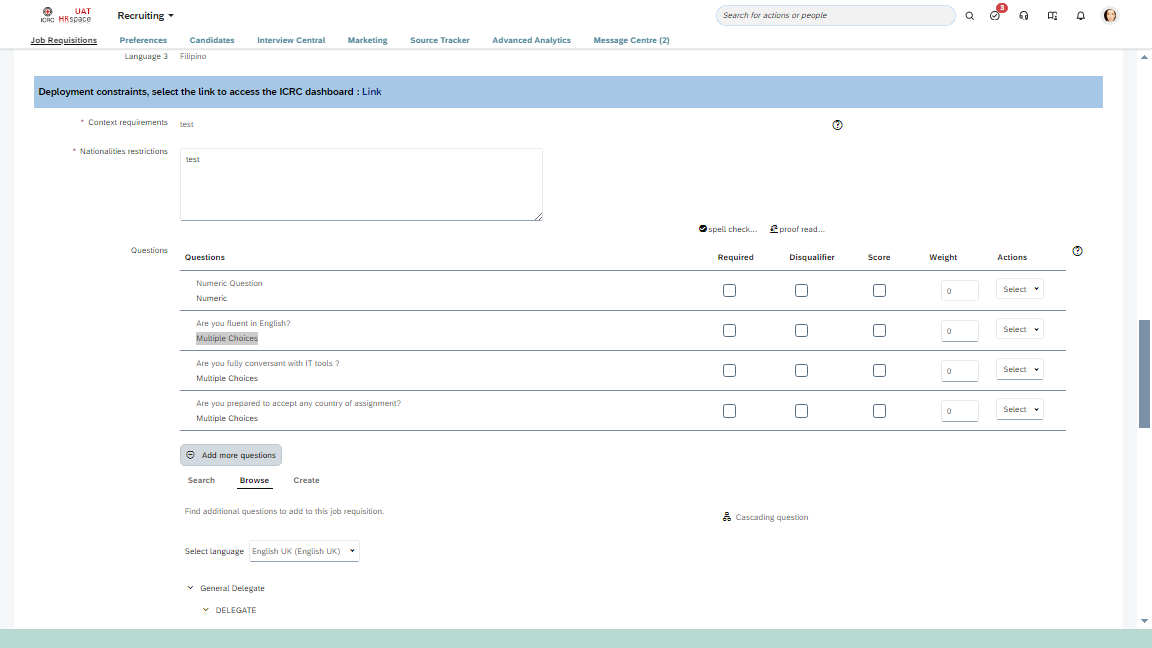 ICRC UAT HRspace Recruiting Search for actions or people 3
Job Requisitions Preferences Candidates Interview Central Marketing Source Tracker Advanced Analytics Message Centre (2)
Language 3 Filipino
Deployment constraints, select the link to access the ICRC dashboard : Link
* Context requirements test
* Nationalities restrictions test
spell check... proof read...
Questions
Questions Required Disqualifier Score Weight Actions
Numeric Question
Numeric 0 Select
Are you fluent in English?
Multiple Choices 0 Select
Are you fully conversant with IT tools ?
Multiple Choices 0 Select
Are you prepared to accept any country of assignment?
Multiple Choices 0 Select
Add more questions
Search Browse Create
Find additional questions to add to this job requisition.
Cascading question
Select language English UK (English UK)
General Delegate
DELEGATE